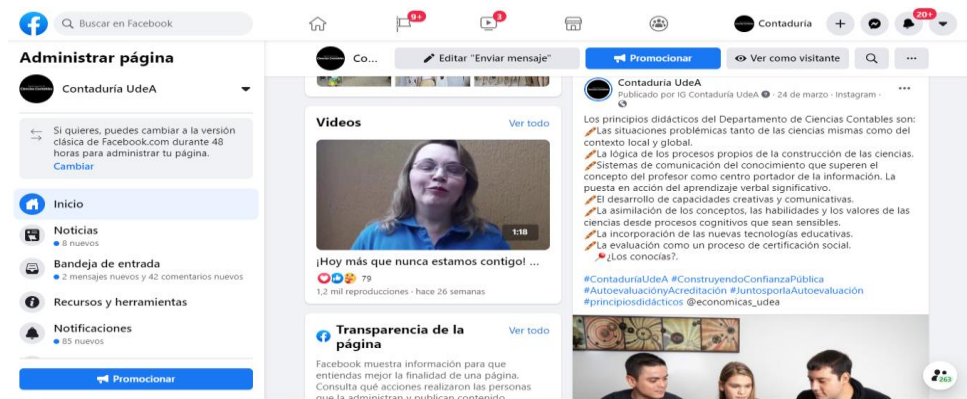 Buscar en Facebook
9+
3
Contaduría
20+
Administrar página
Contaduría UdeA
Si quieres, puedes cambiar a la versión
clásica de Facebook.com durante 48
horas para administrar tu página.
Cambiar
Inicio
Noticias
8 nuevos
Bandeja de entrada
2 mensajes nuevos y 42 comentarios nuevos
Recursos y herramientas
Notificaciones
85 nuevos
Promocionar
Co...
Editar "Enviar mensaje"
Promocionar
Ver como visitante
...
Videos
Ver todo
1:18
¡Hoy más que nunca estamos contigo! ...
79
1,2 mil reproducciones · hace 26 semanas
Transparencia de la
página
Ver todo
Facebook muestra información para que
entiendas mejor la finalidad de una página.
Consulta qué acciones realizaron las personas
que la administran y publican contenido.
Contaduría UdeA
Publicado por IG Contaduría UdeA · 24 de marzo · Instagram ·
Los principios didácticos del Departamento de Ciencias Contables son:
Las situaciones problémicas tanto de las ciencias mismas como del
contexto local y global.
La lógica de los procesos propios de la construcción de las ciencias.
Sistemas de comunicación del conocimiento que superen el
concepto del profesor como centro portador de la información. La
puesta en acción del aprendizaje verbal significativo.
El desarrollo de capacidades creativas y comunicativas.
La asimilación de los conceptos, las habilidades y los valores de las
ciencias desde procesos cognitivos que sean sensibles.
La incorporación de las nuevas tecnologías educativas.
La evaluación como un proceso de certificación social.
¿Los conocías?.
#ContaduríaUdeA #ConstruyendoConfianzaPública
#AutoevaluaciónyAcreditación #JuntosporlaAutoevaluación
#principiosdidácticos @economicas_udea
263